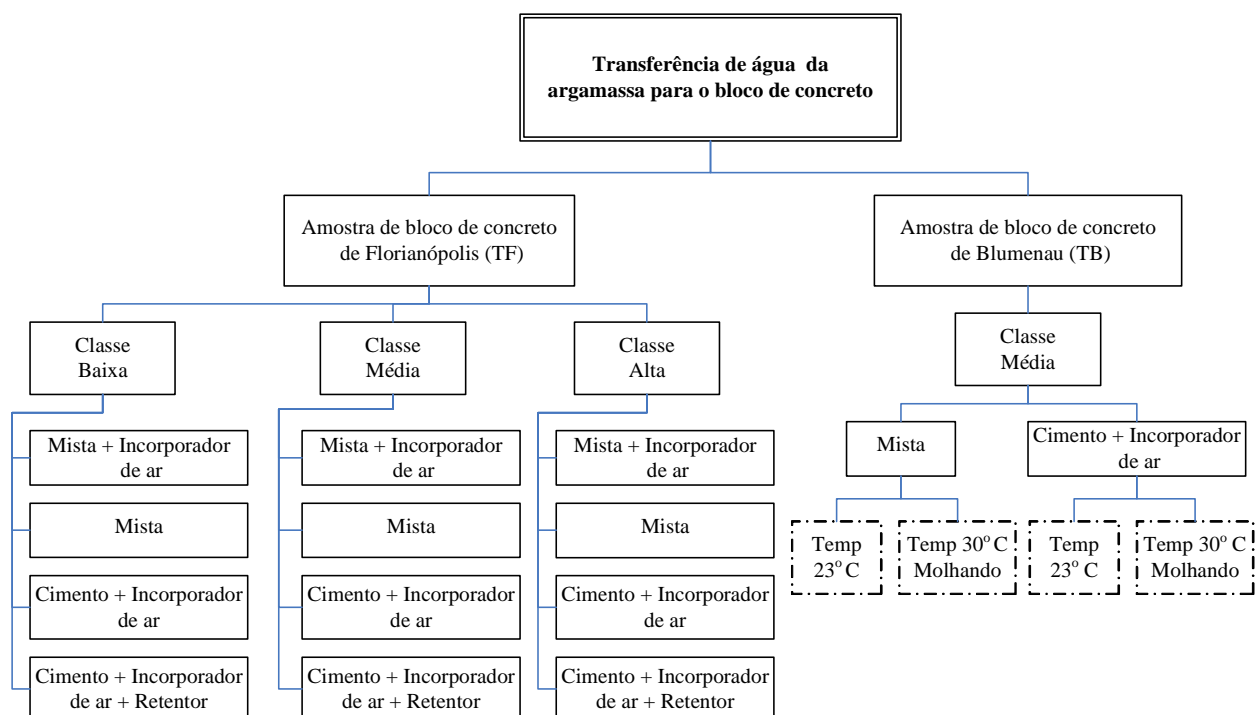 Transferência de água da
argamassa para o bloco de concreto
Amostra de bloco de concreto
de Florianópolis (TF)
Amostra de bloco de concreto
de Blumenau (TB)
Classe
Baixa
Classe
Média
Classe
Alta
Classe
Média
Mista + Incorporador
de ar
Mista
Cimento + Incorporador
de ar
Cimento + Incorporador
de ar + Retentor
Mista + Incorporador
de ar
Mista
Cimento + Incorporador
de ar
Cimento + Incorporador
de ar + Retentor
Mista + Incorporador
de ar
Mista
Cimento + Incorporador
de ar
Cimento + Incorporador
de ar + Retentor
Mista
Cimento + Incorporador
de ar
Temp
23° C
Temp 30° C
Molhando
Temp
23° C
Temp 30° C
Molhando